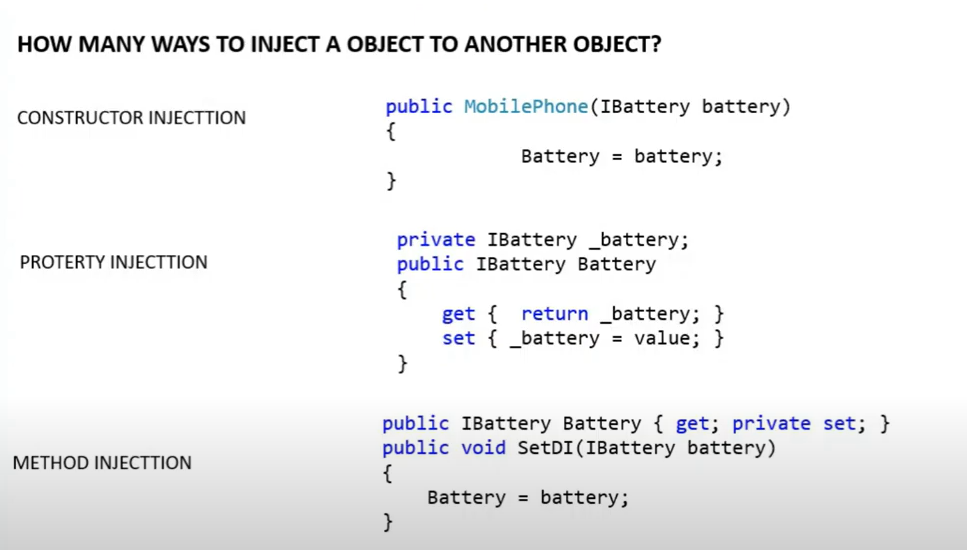 HOW MANY WAYS TO INJECT A OBJECT TO ANOTHER OBJECT?
CONSTRUCTOR INJECTTION
public MobilePhone(IBattery battery)
{
Battery = battery;
}
PROTERTY INJECTTION
private IBattery _battery;
public IBattery Battery
{
get { return _battery; }
set { _battery = value; }
}
METHOD INJECTTION
public IBattery Battery { get; private set; }
public void SetDI(IBattery battery)
{
Battery = battery;
}